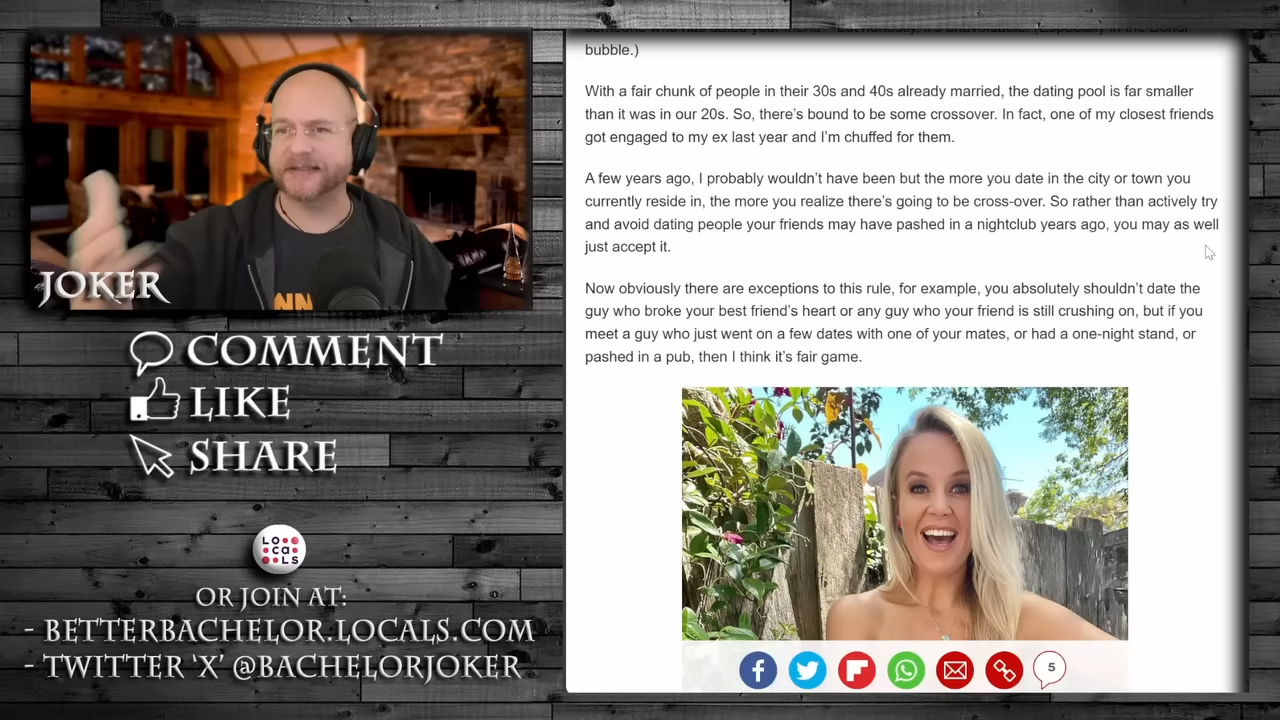 bubble.)
With a fair chunk of people in their 30s and 40s already married, the dating pool is far smaller
than it was in our 20s. So, there's bound to be some crossover. In fact, one of my closest friends
got engaged to my ex last year and I'm chuffed for them.
A few years ago, I probably wouldn't have been but the more you date in the city or town you
currently reside in, the more you realize there's going to be cross-over. So rather than actively try
and avoid dating people your friends may have pashed in a nightclub years ago, you may as well
just accept it.
Now obviously there are exceptions to this rule, for example, you absolutely shouldn't date the
guy who broke your best friend's heart or any guy who your friend is still crushing on, but if you
meet a guy who just went on a few dates with one of your mates, or had a one-night stand, or
pashed in a pub, then I think it's fair game.
5
JOKER
COMMENT
LIKE
SHARE
LOCALS
OR JOIN AT:
- BETTERBACHELOR.LOCALS.COM
- TWITTER 'X' @BACHELORJOKER